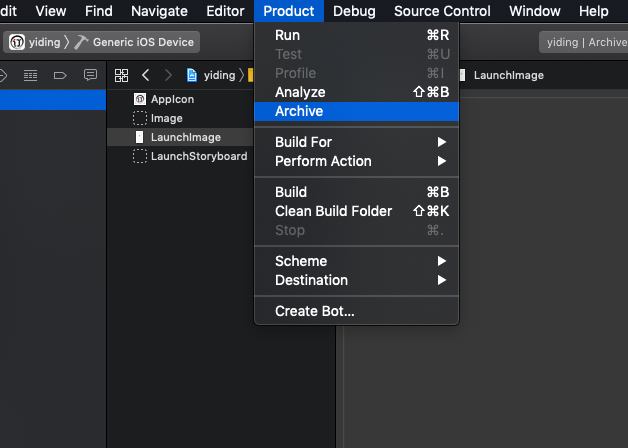 dit View Find Navigate Editor Product Debug Source Control Window Help
yiding Generic iOS Device
yiding | Archive
yiding LaunchImage
AppIcon
Image
LaunchImage
LaunchStoryboard
Run ⌘R
Test ⌘U
Profile ⌘I
Analyze ⇧⌘B
Archive
Build For
Perform Action
Build ⌘B
Clean Build Folder ⇧⌘K
Stop ⌘.
Scheme
Destination
Create Bot...